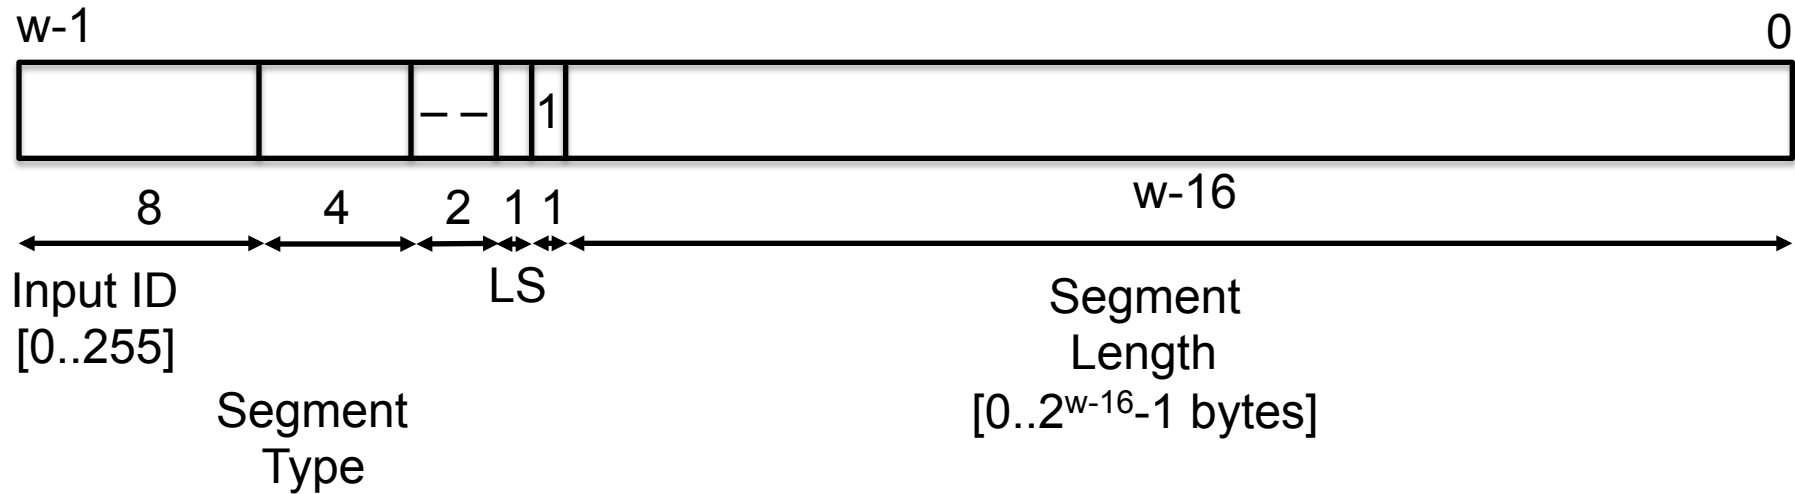 w-1 0
– – 1
8 4 2 1 1 w-16
Input ID LS Segment
[0..255] Length
Segment [0..2^{w-16}-1 bytes]
Type